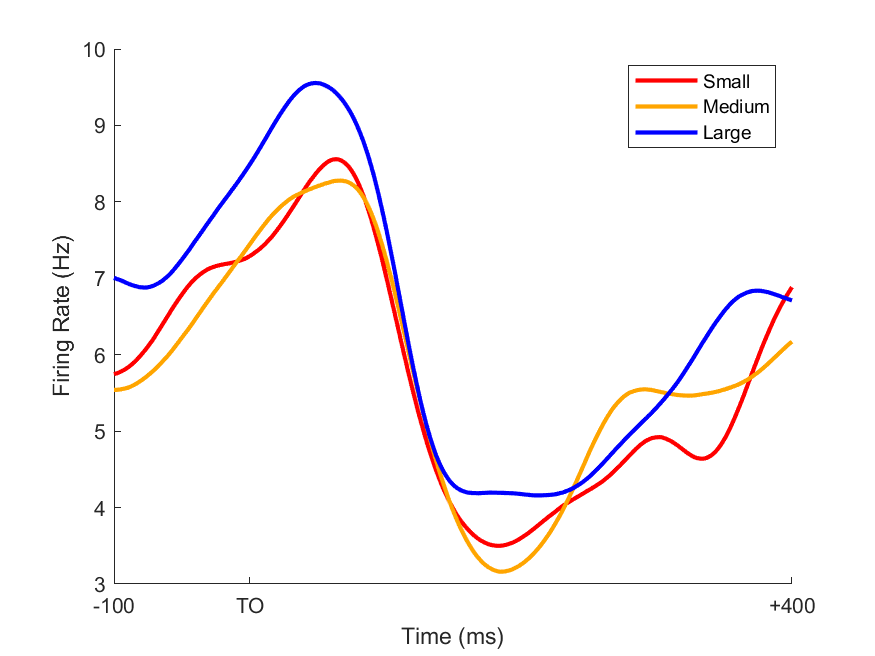 10
9
8
7
6
5
4
3
Firing Rate (Hz)
Small
Medium
Large
-100 TO +400
Time (ms)